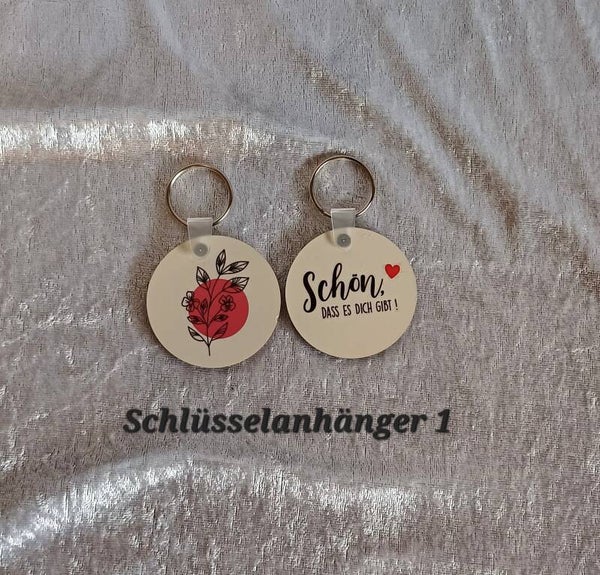 Schön,
DASS ES DICH GIBT !
Schlüsselanhänger 1